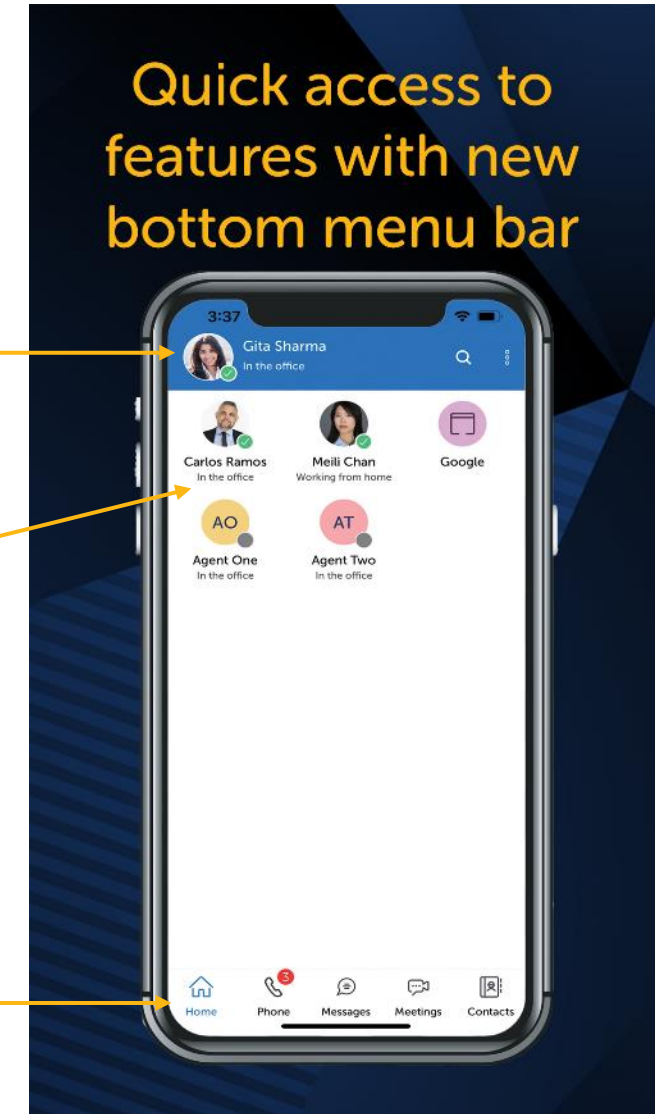 Quick access to
features with new
bottom menu bar
3:37
Gita Sharma
In the office
Carlos Ramos
In the office
Meili Chan
Working from home
Google
AO
AT
Agent One
In the office
Agent Two
In the office
3
Home
Phone
Messages
Meetings
Contacts